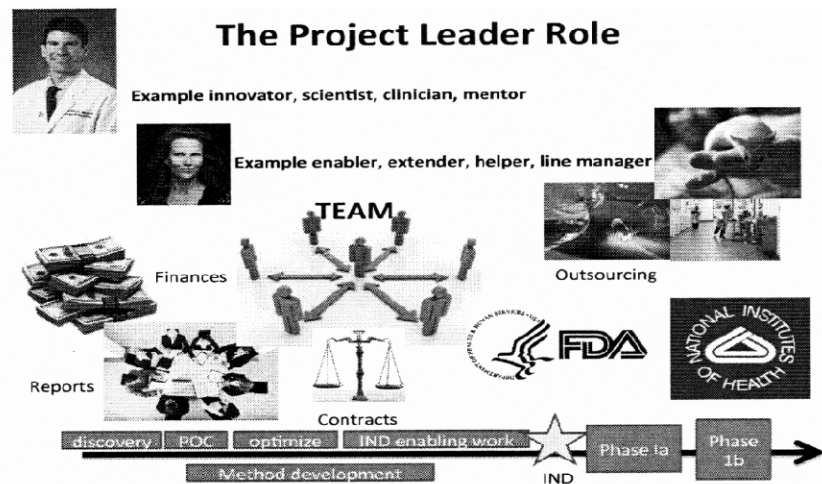 The Project Leader Role
Example innovator, scientist, clinician, mentor
Example enabler, extender, helper, line manager
TEAM
Finances
Outsourcing
FDA
NATIONAL INSTITUTES
OF HEALTH
Reports
Contracts
discovery
POC
optimize
IND enabling work
Phase Ia
Phase
1b
Method development
IND